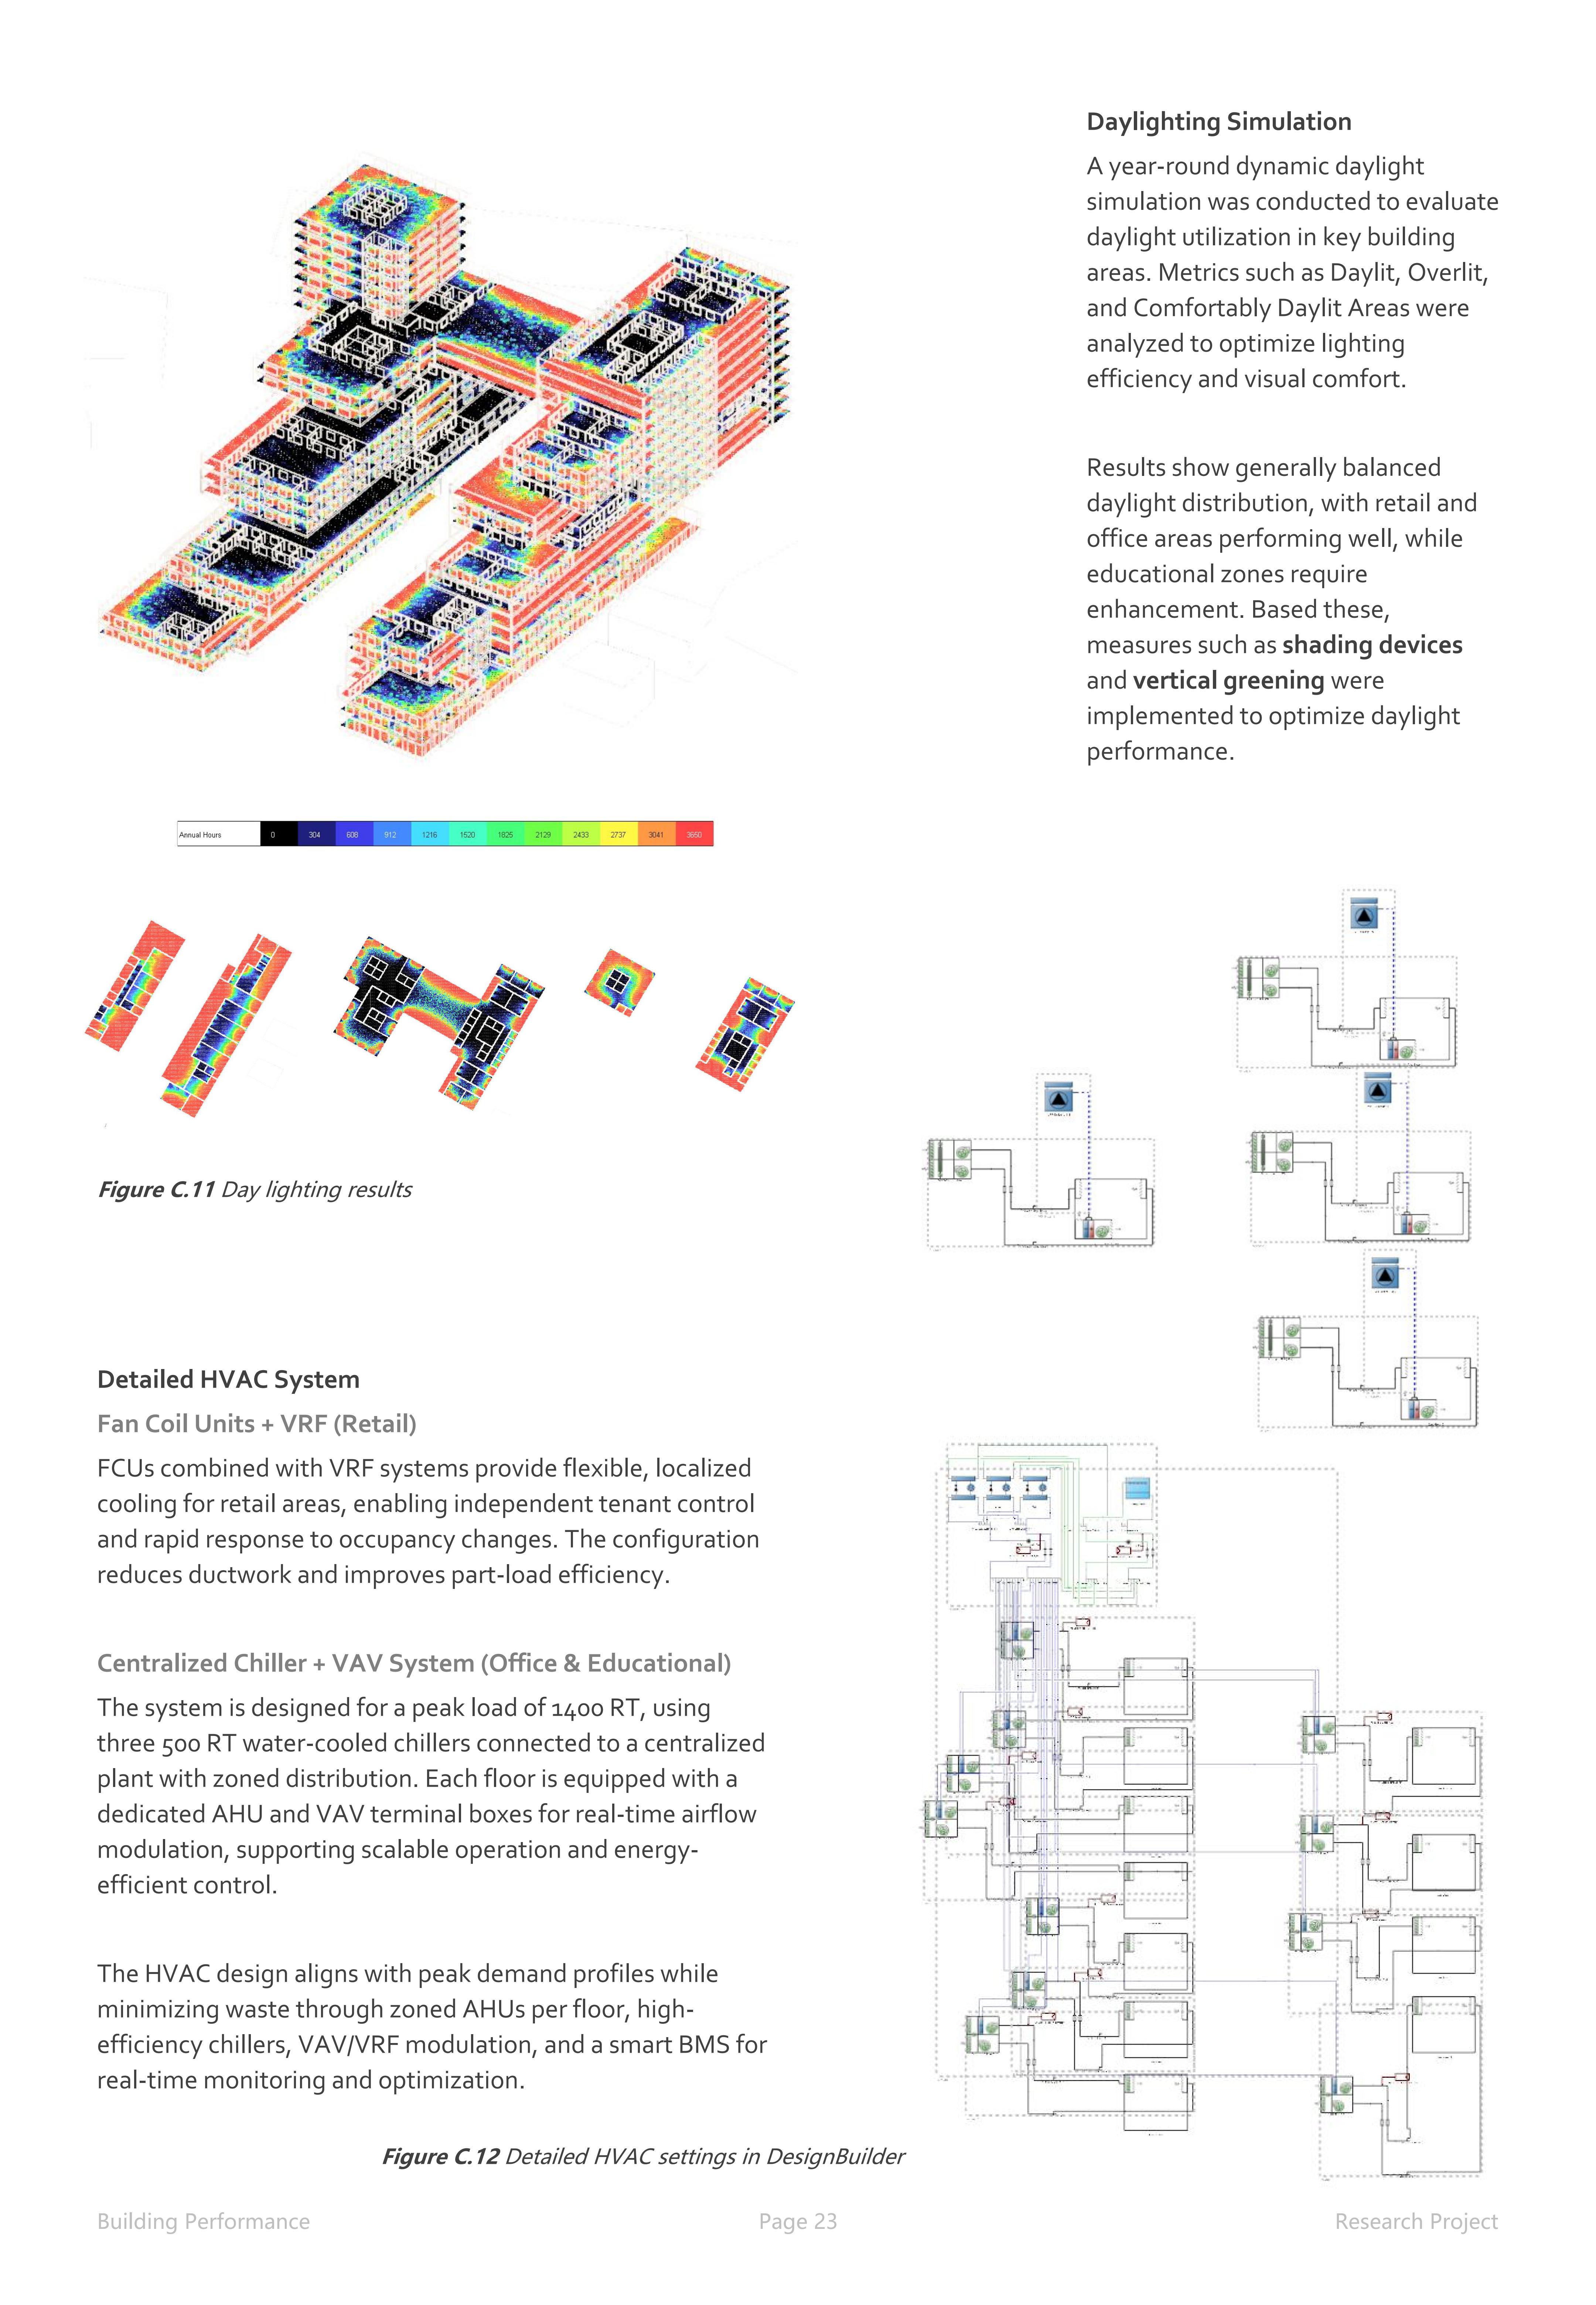 Daylighting Simulation
A year-round dynamic daylight
simulation was conducted to evaluate
daylight utilization in key building
areas. Metrics such as Daylit, Overlit,
and Comfortably Daylit Areas were
analyzed to optimize lighting
efficiency and visual comfort.
Results show generally balanced
daylight distribution, with retail and
office areas performing well, while
educational zones require
enhancement. Based these,
measures such as shading devices
and vertical greening were
implemented to optimize daylight
performance.
Annual Hours 0 304 608 912 1216 1520 1825 2129 2433 2737 3041 3650
Figure C.11 Day lighting results
Detailed HVAC System
Fan Coil Units + VRF (Retail)
FCUs combined with VRF systems provide flexible, localized
cooling for retail areas, enabling independent tenant control
and rapid response to occupancy changes. The configuration
reduces ductwork and improves part-load efficiency.
Centralized Chiller + VAV System (Office & Educational)
The system is designed for a peak load of 1400 RT, using
three 500 RT water-cooled chillers connected to a centralized
plant with zoned distribution. Each floor is equipped with a
dedicated AHU and VAV terminal boxes for real-time airflow
modulation, supporting scalable operation and energy-
efficient control.
The HVAC design aligns with peak demand profiles while
minimizing waste through zoned AHUs per floor, high-
efficiency chillers, VAV/VRF modulation, and a smart BMS for
real-time monitoring and optimization.
Figure C.12 Detailed HVAC settings in DesignBuilder
Building Performance
Page 23
Research Project